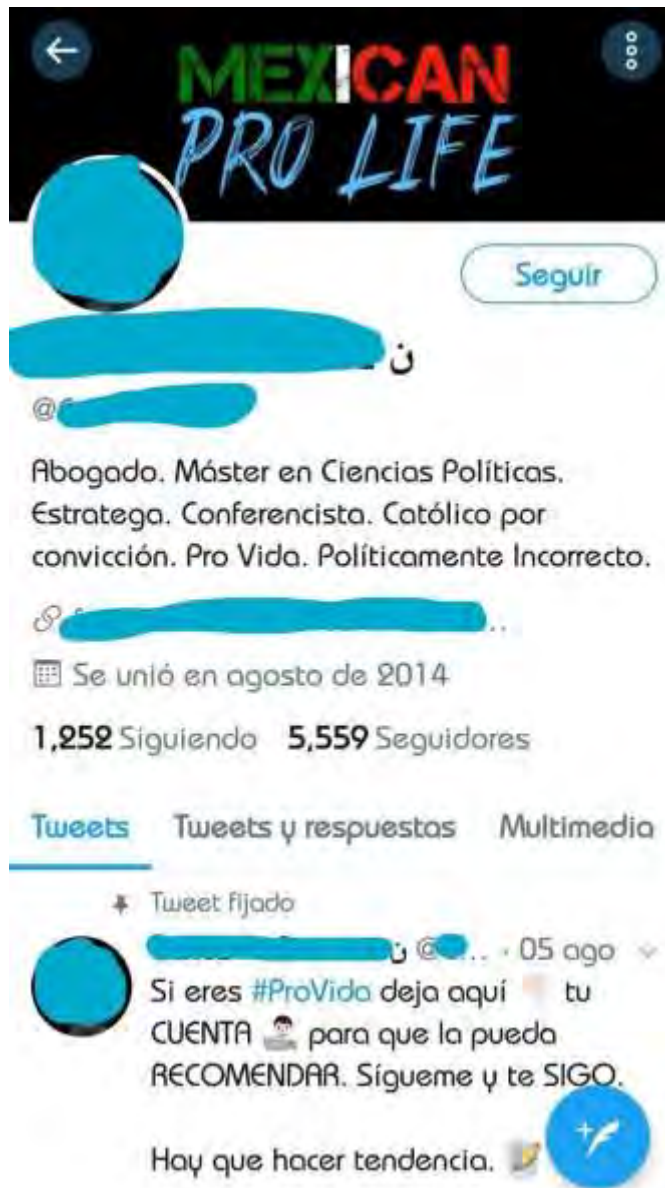 MEXICAN
PRO LIFE
Seguir
ن
@
Abogado. Máster en Ciencias Políticas.
Estratega. Conferencista. Católico por
convicción. Pro Vida. Políticamente Incorrecto.
..
Se unió en agosto de 2014
1,252 Siguiendo 5,559 Seguidores
Tweets Tweets y respuestas Multimedia
Tweet fijado
ن @ .. · 05 ago
Si eres #ProVida deja aquí tu
CUENTA para que la pueda
RECOMENDAR. Sígueme y te SIGO.
Hay que hacer tendencia.